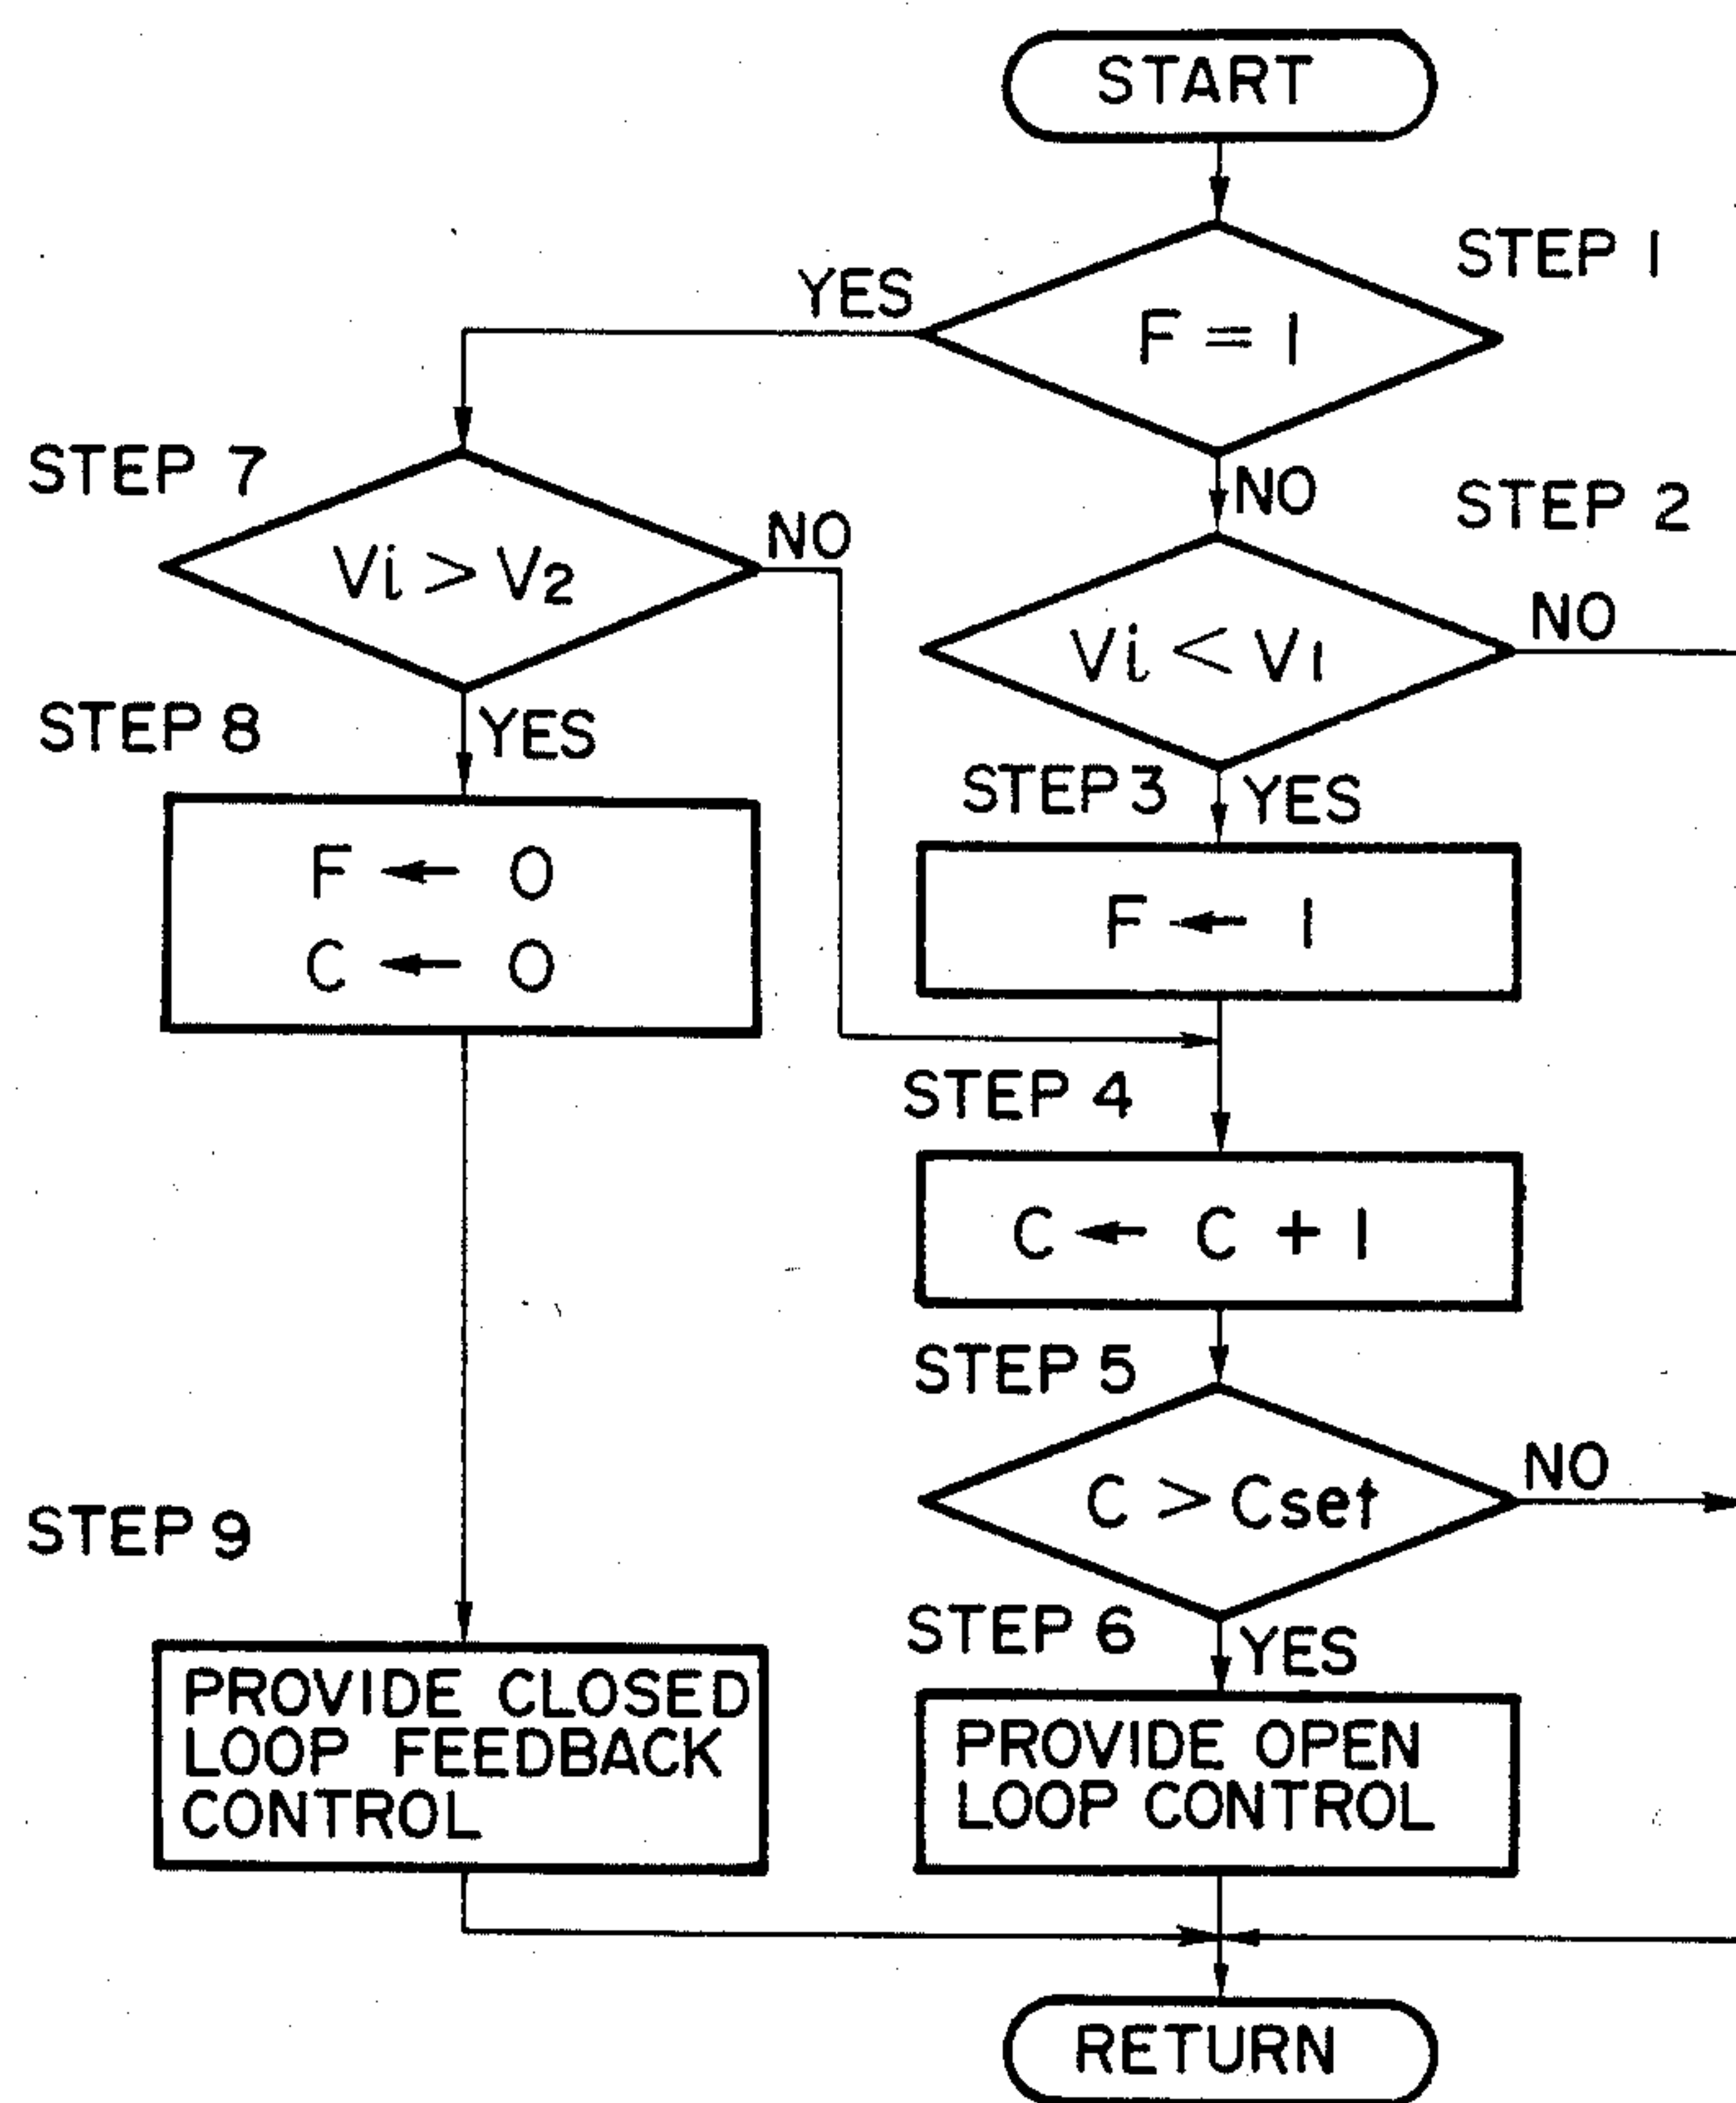 START
STEP 1
YES
F = 1
NO
STEP 2
STEP 7
Vi > V2
NO
Vi < V1
NO
STEP 8
YES
STEP 3
YES
F ← 0
C ← 0
F ← 1
STEP 4
C ← C + 1
STEP 5
C > Cset
NO
STEP 9
STEP 6
YES
PROVIDE CLOSED
LOOP FEEDBACK
CONTROL
PROVIDE OPEN
LOOP CONTROL
RETURN